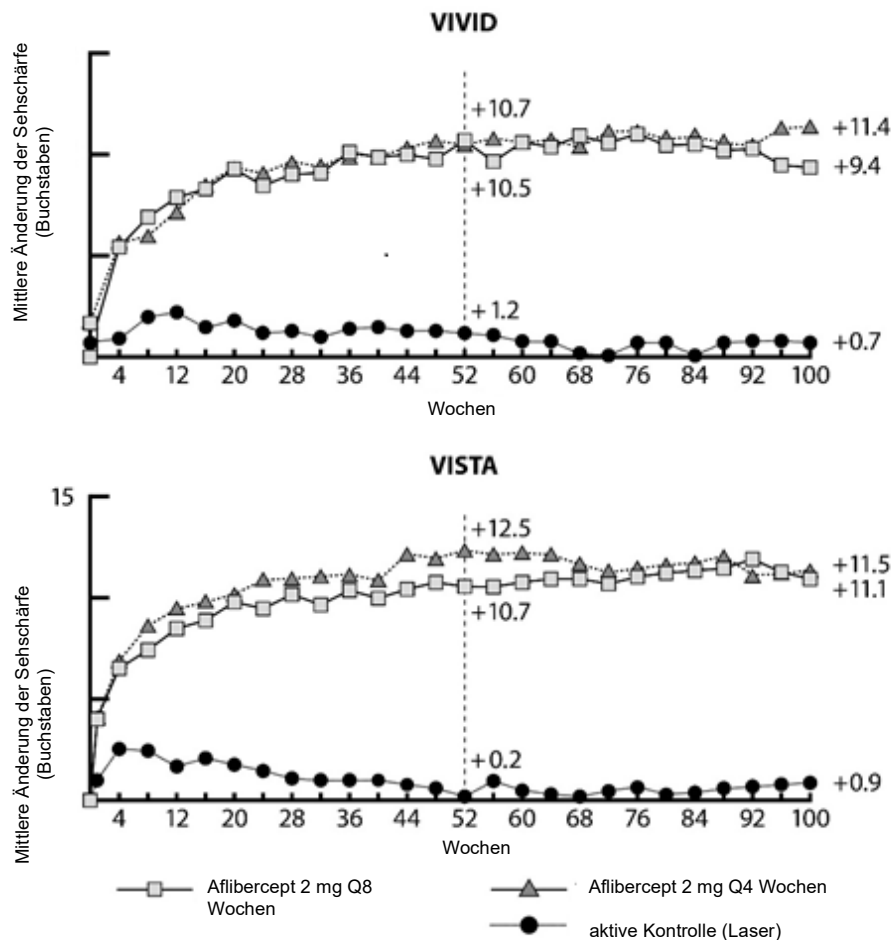 VIVID
Mittlere Änderung der Sehschärfe
(Buchstaben)
+10.7
+11.4
+9.4
+10.5
+1.2
+0.7
4 12 20 28 36 44 52 60 68 76 84 92 100
Wochen
VISTA
15
Mittlere Änderung der Sehschärfe
(Buchstaben)
+12.5
+11.5
+11.1
+10.7
+0.2
+0.9
4 12 20 28 36 44 52 60 68 76 84 92 100
Wochen
Aflibercept 2 mg Q8
Wochen
Aflibercept 2 mg Q4 Wochen
aktive Kontrolle (Laser)